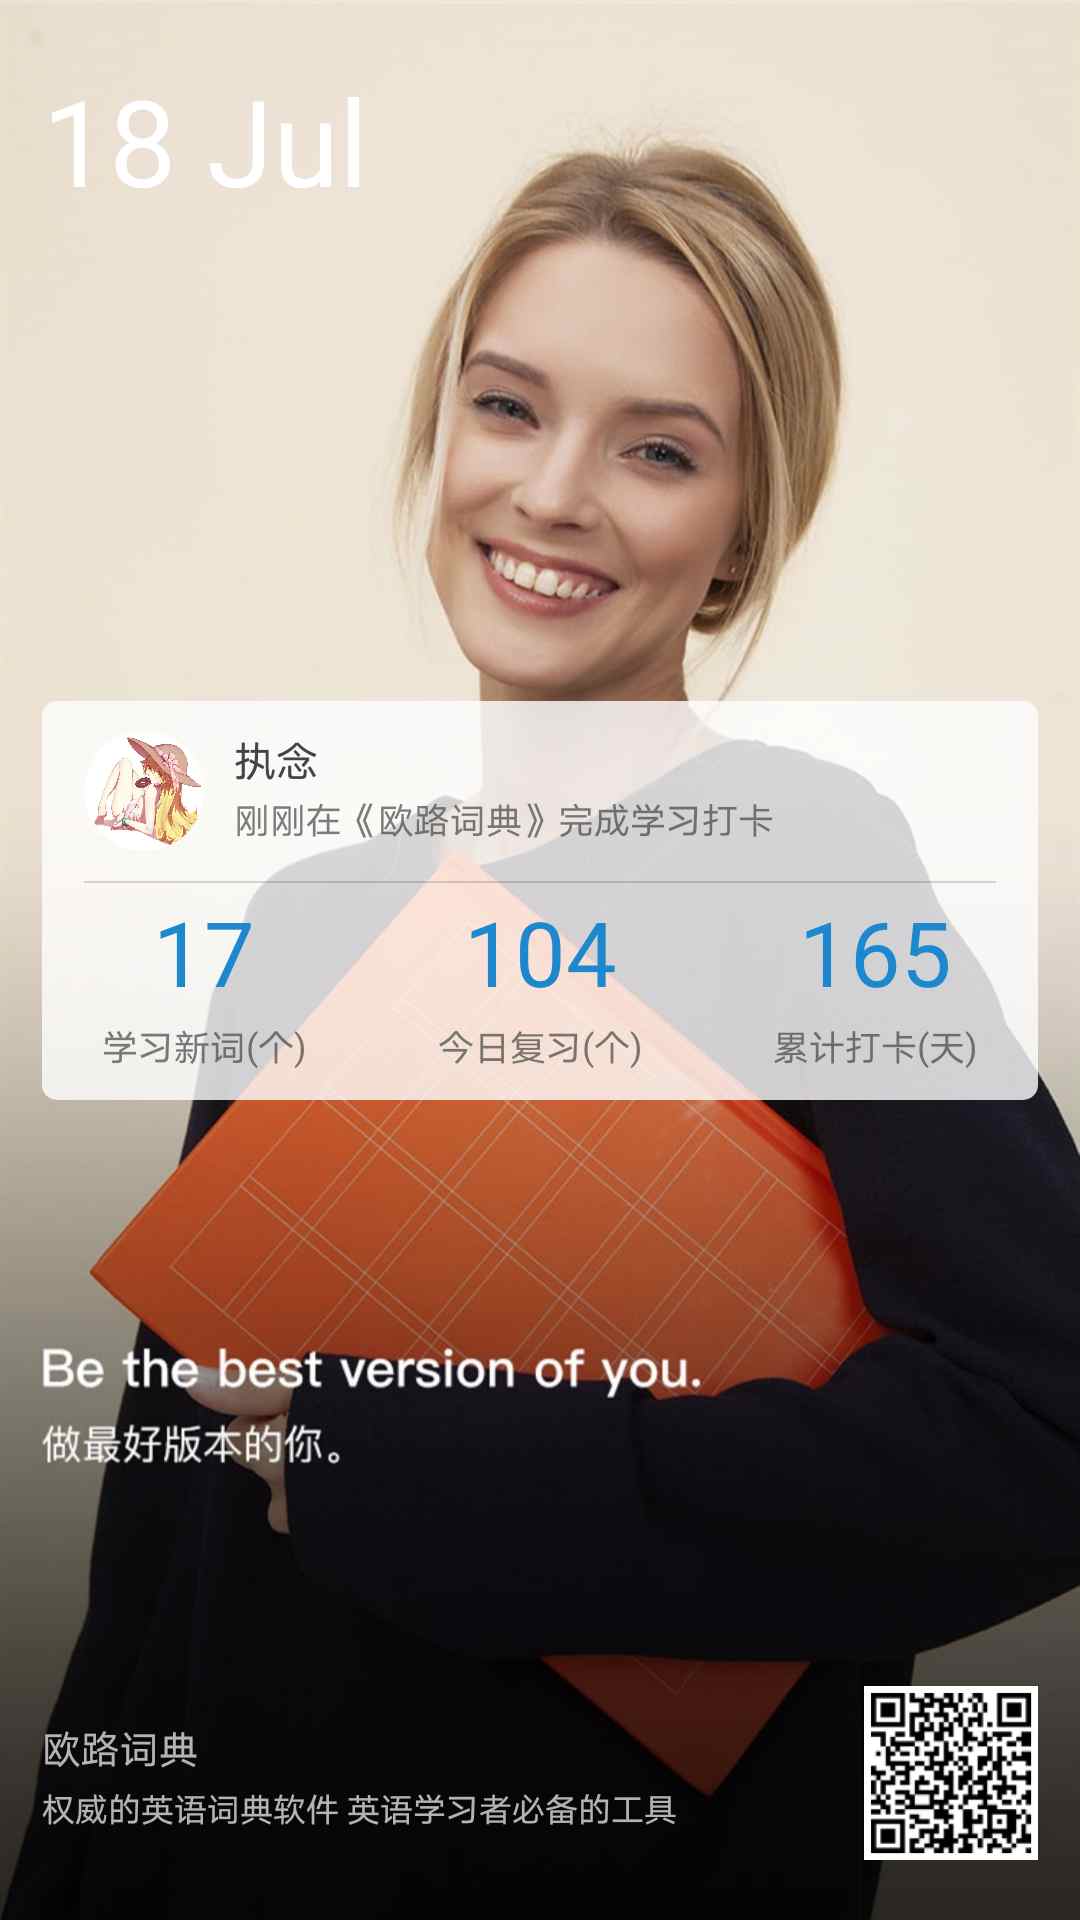 18 Jul
执念
刚刚在《欧路词典》完成学习打卡
17 104 165
学习新词(个) 今日复习(个) 累计打卡(天)
Be the best version of you.
做最好版本的你。
欧路词典
权威的英语词典软件 英语学习者必备的工具